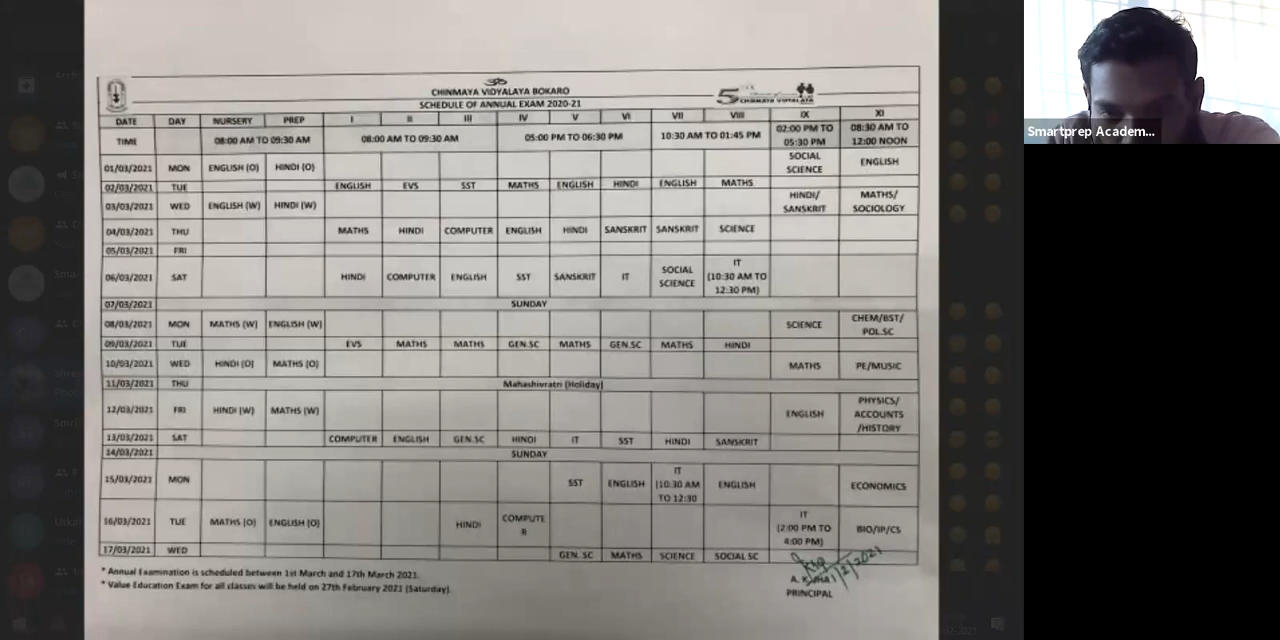 CHINMAYA VIDYALAYA BOKARO
SCHEDULE OF ANNUAL EXAM 2020-21
CHINMAYA VIDYALAYA
DATE DAY NURSERY PREP I II III IV V VI VII VIII IX XI
TIME 08:00 AM TO 09:30 AM 08:00 AM TO 09:30 AM 05:00 PM TO 06:30 PM 10:30 AM TO 01:45 PM 02:00 PM TO 05:30 PM 08:30 AM TO 12:00 NOON
01/03/2021 MON ENGLISH (O) HINDI (O) SOCIAL SCIENCE ENGLISH
02/03/2021 TUE ENGLISH EVS SST MATHS ENGLISH HINDI ENGLISH MATHS
03/03/2021 WED ENGLISH (W) HINDI (W) HINDI/ SANSKRIT MATHS/ SOCIOLOGY
04/03/2021 THU MATHS HINDI COMPUTER ENGLISH HINDI SANSKRIT SANSKRIT SCIENCE
05/03/2021 FRI
06/03/2021 SAT HINDI COMPUTER ENGLISH SST SANSKRIT IT SOCIAL SCIENCE IT (10:30 AM TO 12:30 PM)
07/03/2021 SUNDAY
08/03/2021 MON MATHS (W) ENGLISH (W) SCIENCE CHEM/BST/ POL.SC
09/03/2021 TUE EVS MATHS MATHS GEN.SC MATHS GEN.SC MATHS HINDI
10/03/2021 WED HINDI (O) MATHS (O) MATHS PE/MUSIC
11/03/2021 THU Mahashivratri (Holiday)
12/03/2021 FRI HINDI (W) MATHS (W) ENGLISH PHYSICS/ ACCOUNTS /HISTORY
13/03/2021 SAT COMPUTER ENGLISH GEN.SC HINDI IT SST HINDI SANSKRIT
14/03/2021 SUNDAY
15/03/2021 MON SST ENGLISH IT (10:30 AM TO 12:30 ENGLISH ECONOMICS
16/03/2021 TUE MATHS (O) ENGLISH (O) HINDI COMPUTE R IT (2:00 PM TO 4:00 PM) BIO/IP/CS
17/03/2021 WED GEN. SC MATHS SCIENCE SOCIAL SC
* Annual Examination is scheduled between 1st March and 17th March 2021.
* Value Education Exam for all classes will be held on 27th February 2021 (Saturday).
PRINCIPAL
Smartprep Academ...